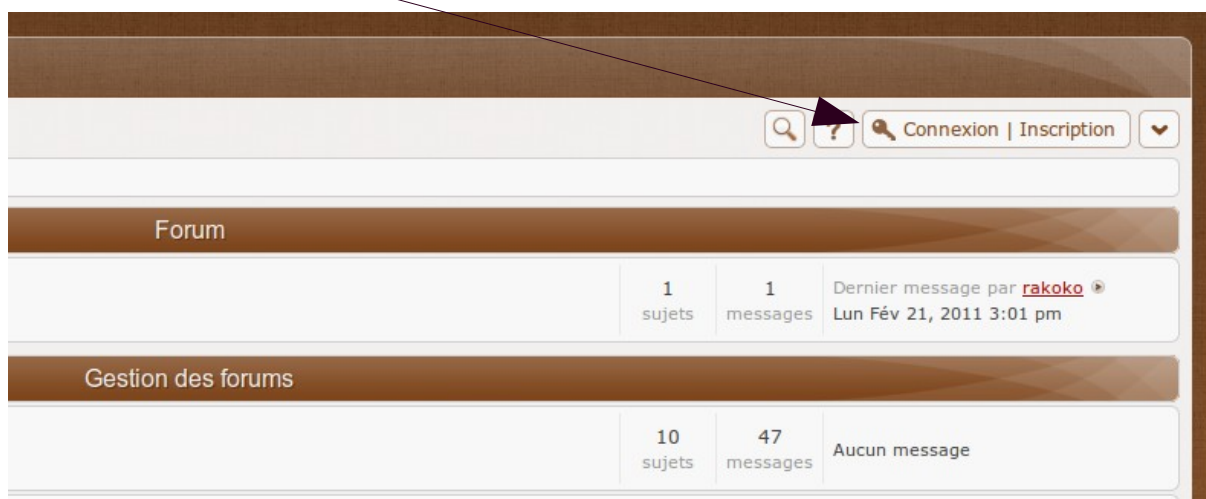 ? Connexion | Inscription
Forum
1 1 Dernier message par rakoko
sujets messages Lun Fév 21, 2011 3:01 pm
Gestion des forums
10 47 Aucun message
sujets messages